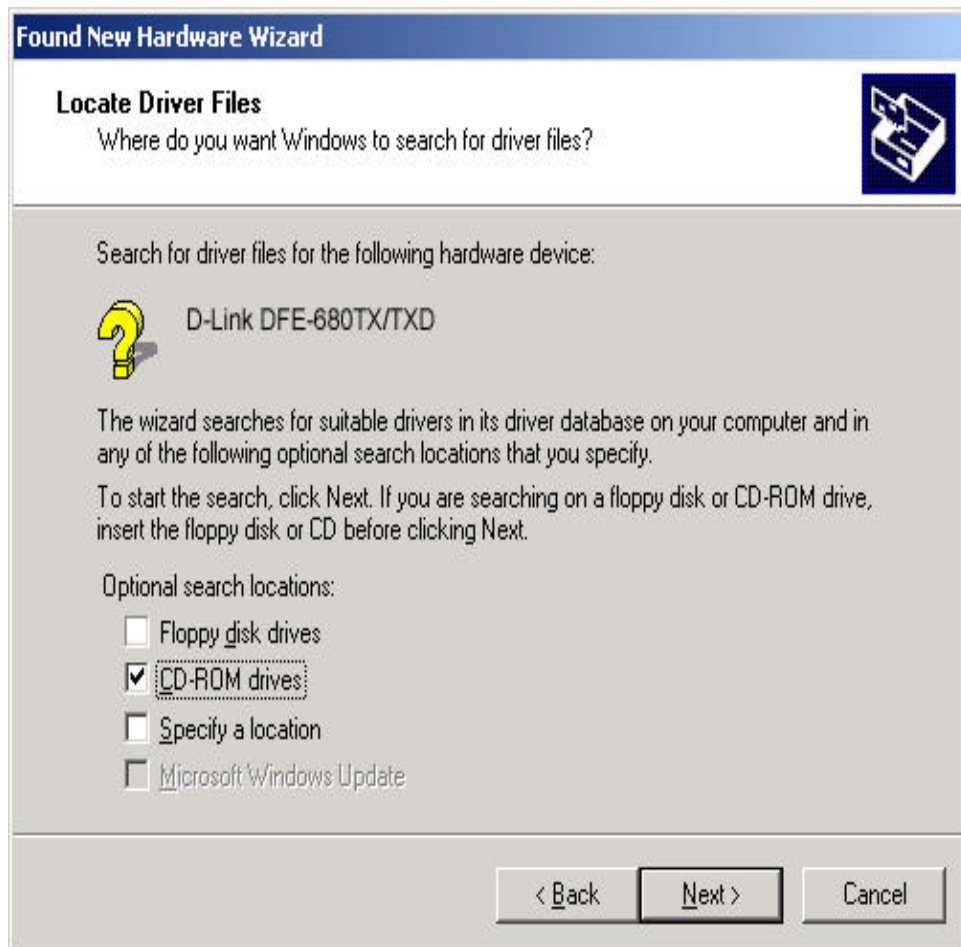 Found New Hardware Wizard
Locate Driver Files
Where do you want Windows to search for driver files?
Search for driver files for the following hardware device:
D-Link DFE-680TX/TXD
The wizard searches for suitable drivers in its driver database on your computer and in
any of the following optional search locations that you specify.
To start the search, click Next. If you are searching on a floppy disk or CD-ROM drive,
insert the floppy disk or CD before clicking Next.
Optional search locations:
Floppy disk drives
CD-ROM drives
Specify a location
Microsoft Windows Update
< Back Next > Cancel